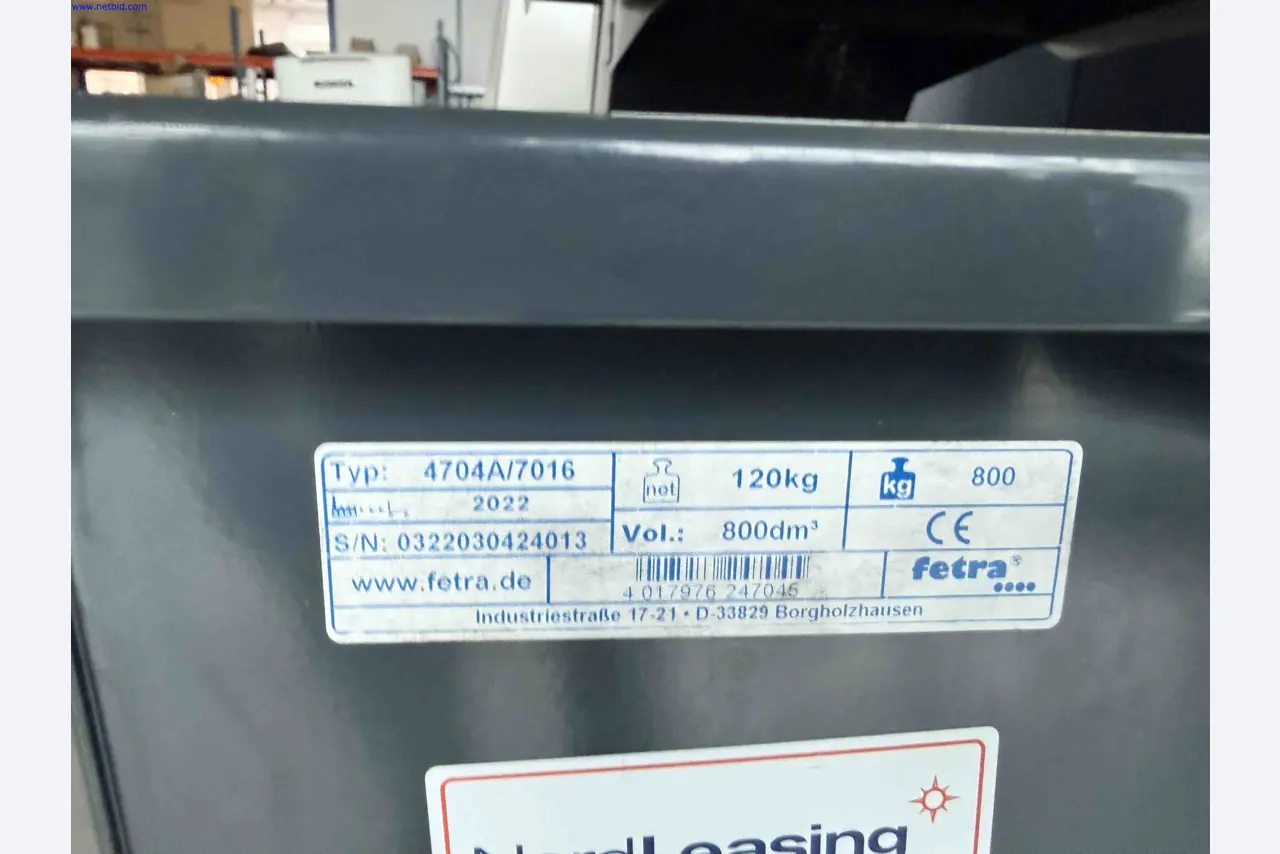 www.netbid.com
Typ: 4704A/7016
2022
S/N: 0322030424013
www.fetra.de
net 120kg
kg 800
Vol.: 800dm³
CE
4 017976 247045
fetra®
Industriestraße 17-21 • D-33829 Borgholzhausen
NordLeasing